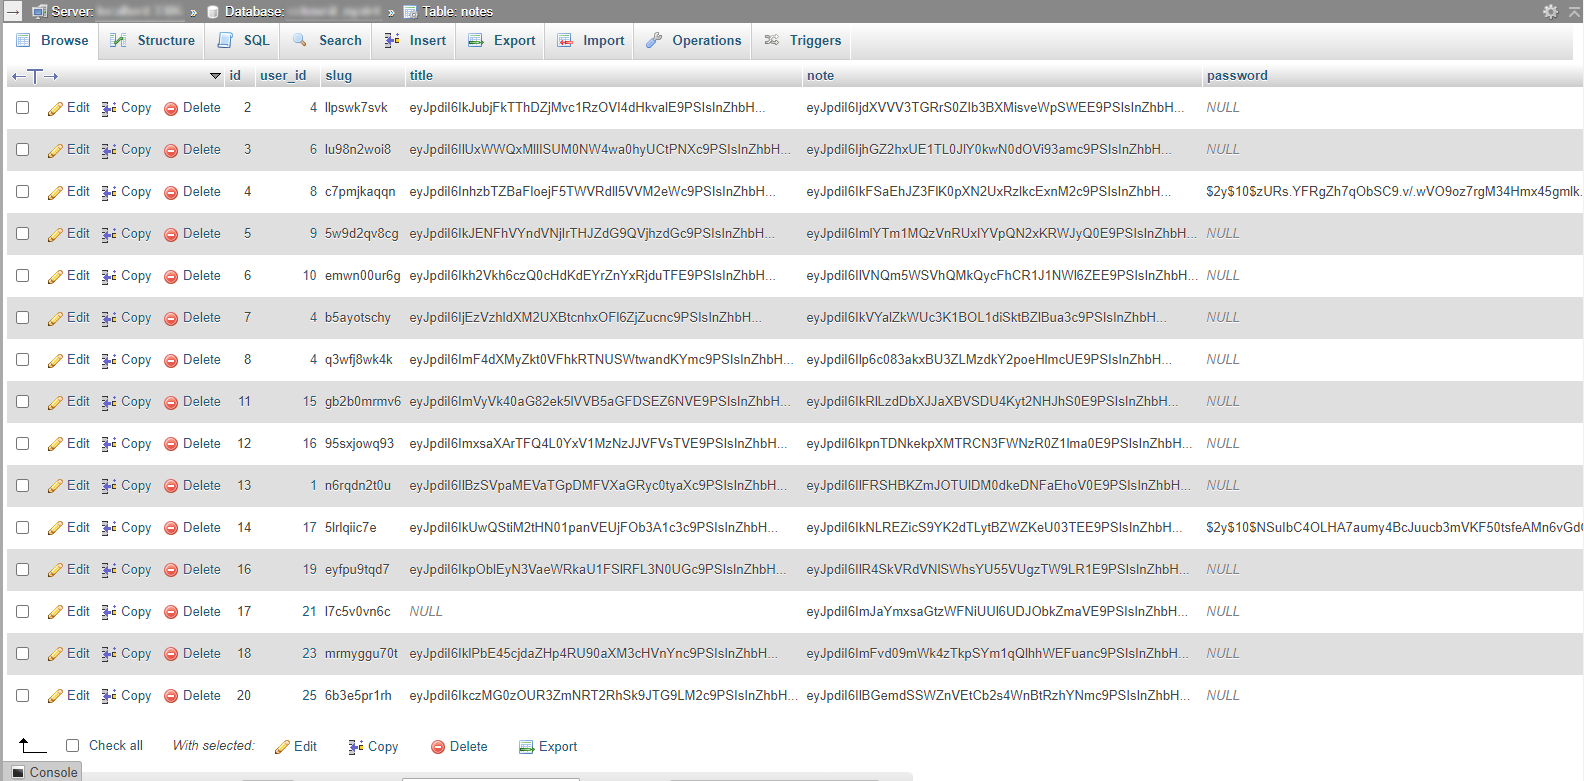 Server: » Database: » Table: notes
Browse Structure SQL Search Insert Export Import Operations Triggers
id user_id slug title note password
Edit Copy Delete 2 4 llpswk7svk eyJpdiI6IkJubjFkTThDZjMvc1RzOVI4dHkvalE9PSIsInZhbH... eyJpdiI6IjdXVVV3TGRrS0ZIb3BXMisveWpSWEE9PSIsInZhbH... NULL
Edit Copy Delete 3 6 lu98n2woi8 eyJpdiI6IlUxWWQxMlllSUM0NW4wa0hyUCtPNXc9PSIsInZhbH... eyJpdiI6IjhGZ2hxUE1TL0JlY0kwN0dOVi93amc9PSIsInZhbH... NULL
Edit Copy Delete 4 8 c7pmjkaqqn eyJpdiI6InhzbTZBaFloejF5TWVRdll5VVM2eWc9PSIsInZhbH... eyJpdiI6IkFSaEhJZ3FlK0pXN2UxRzlkcExnM2c9PSIsInZhbH... $2y$10$zURs.YFRgZh7qObSC9.v/.wVO9oz7rgM34Hmx45gmlk.
Edit Copy Delete 5 9 5w9d2qv8cg eyJpdiI6IkJENFhVYndVNjlrTHJZdG9QVjhzdGc9PSIsInZhbH... eyJpdiI6ImlYTm1MQzVnRUxIYVpQN2xKRWJyQ0E9PSIsInZhbH... NULL
Edit Copy Delete 6 10 emwn00ur6g eyJpdiI6Ikh2Vkh6czQ0cHdKdEYrZnYxRjduTFE9PSIsInZhbH... eyJpdiI6IlVNQm5WSVhQMkQycFhCR1J1NWl6ZEE9PSIsInZhbH... NULL
Edit Copy Delete 7 4 b5ayotschy eyJpdiI6IjEzVzhldXM2UXBtcnhxOFl6ZjZucnc9PSIsInZhbH... eyJpdiI6IkVYalZkWUc3K1BOL1diSktBZlBua3c9PSIsInZhbH... NULL
Edit Copy Delete 8 4 q3wfj8wk4k eyJpdiI6ImF4dXMyZkt0VFhkRTNUSWtwandKYmc9PSIsInZhbH... eyJpdiI6Ilp6c083akxBU3ZLMzdkY2poeHlmcUE9PSIsInZhbH... NULL
Edit Copy Delete 11 15 gb2b0mrmv6 eyJpdiI6ImVyVk40aG82ek5lVVB5aGFDSEZ6NVE9PSIsInZhbH... eyJpdiI6IkRlLzdDbXJJaXBVSDU4Kyt2NHJhS0E9PSIsInZhbH... NULL
Edit Copy Delete 12 16 95sxjowq93 eyJpdiI6ImxsaXArTFQ4L0YxV1MzNzJJVFVsTVE9PSIsInZhbH... eyJpdiI6IkpnTDNkekpXMTRCN3FWNzR0Z1lma0E9PSIsInZhbH... NULL
Edit Copy Delete 13 1 n6rqdn2t0u eyJpdiI6IlBzSVpaMEVaTGpDMFVXaGRyc0tyaXc9PSIsInZhbH... eyJpdiI6IlFRSHBKZmJOTUlDM0dkeDNFaEhoV0E9PSIsInZhbH... NULL
Edit Copy Delete 14 17 5lrlqiic7e eyJpdiI6IkUwQStiM2tHN01panVEUjFOb3A1c3c9PSIsInZhbH... eyJpdiI6IkNLREZicS9YK2dTLytBZWZKeU03TEE9PSIsInZhbH... $2y$10$NSuIbC4OLHA7aumy4BcJuucb3mVKF50tsfeAMn6vGd
Edit Copy Delete 16 19 eyfpu9tqd7 eyJpdiI6IkpOblEyN3VaeWRkaU1FSlRFL3N0UGc9PSIsInZhbH... eyJpdiI6IlR4SkVRdVNlSWhsYU55VUgzTW9LR1E9PSIsInZhbH... NULL
Edit Copy Delete 17 21 l7c5v0vn6c NULL eyJpdiI6ImJaYmxsaGtzWFNiUUl6UDJObkZmaVE9PSIsInZhbH... NULL
Edit Copy Delete 18 23 mrmyggu70t eyJpdiI6IklPbE45cjdaZHp4RU90aXM3cHVnYnc9PSIsInZhbH... eyJpdiI6ImFvd09mWk4zTkpSYm1qQlhhWEFuanc9PSIsInZhbH... NULL
Edit Copy Delete 20 25 6b3e5pr1rh eyJpdiI6IkczMG0zOUR3ZmNRT2RhSk9JTG9LM2c9PSIsInZhbH... eyJpdiI6IlBGemdSSWZnVEtCb2s4WnBtRzhYNmc9PSIsInZhbH... NULL
Check all With selected: Edit Copy Delete Export
Console